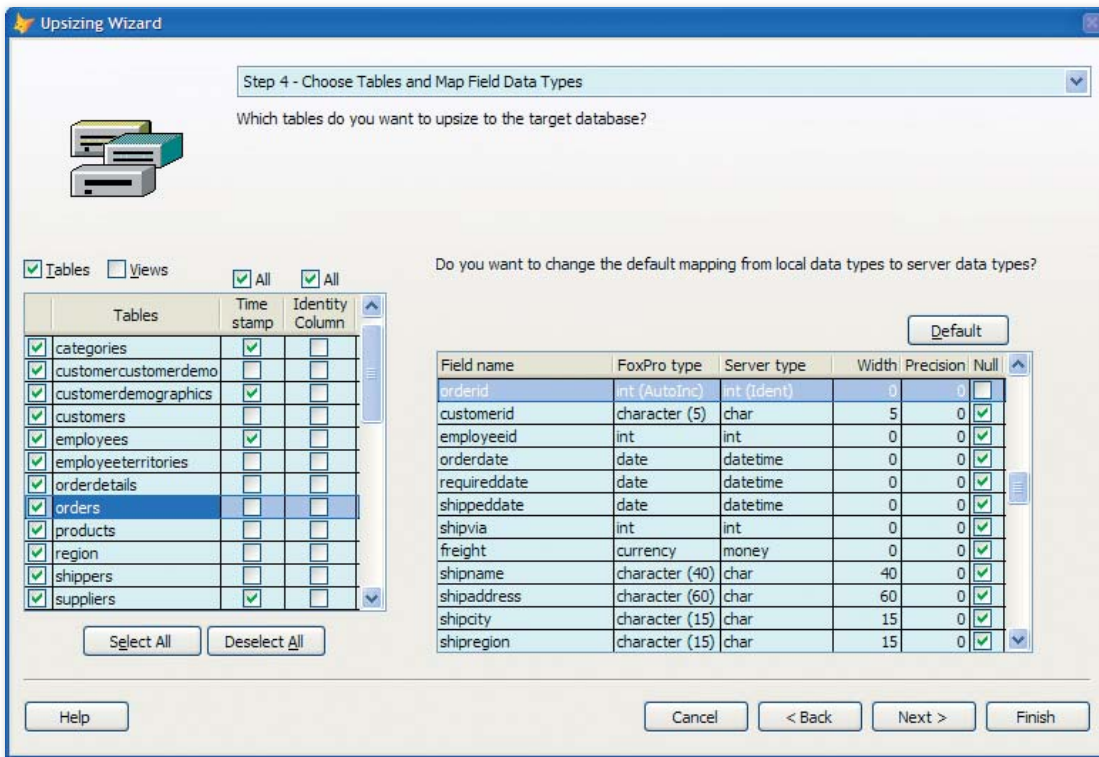 Upsizing Wizard
Step 4 - Choose Tables and Map Field Data Types
Which tables do you want to upsize to the target database?
Tables Views All All
Tables Time stamp Identity Column
categories
customercustomerdemo
customerdemographics
customers
employees
employeeterritories
orderdetails
orders
products
region
shippers
suppliers
Select All Deselect All
Do you want to change the default mapping from local data types to server data types?
Default
Field name FoxPro type Server type Width Precision Null
orderid int (AutoInc) int (Ident) 0 0
customerid character (5) char 5 0
employeeid int int 0 0
orderdate date datetime 0 0
requireddate date datetime 0 0
shippeddate date datetime 0 0
shipvia int int 0 0
freight currency money 0 0
shipname character (40) char 40 0
shipaddress character (60) char 60 0
shipcity character (15) char 15 0
shipregion character (15) char 15 0
Help Cancel < Back Next > Finish